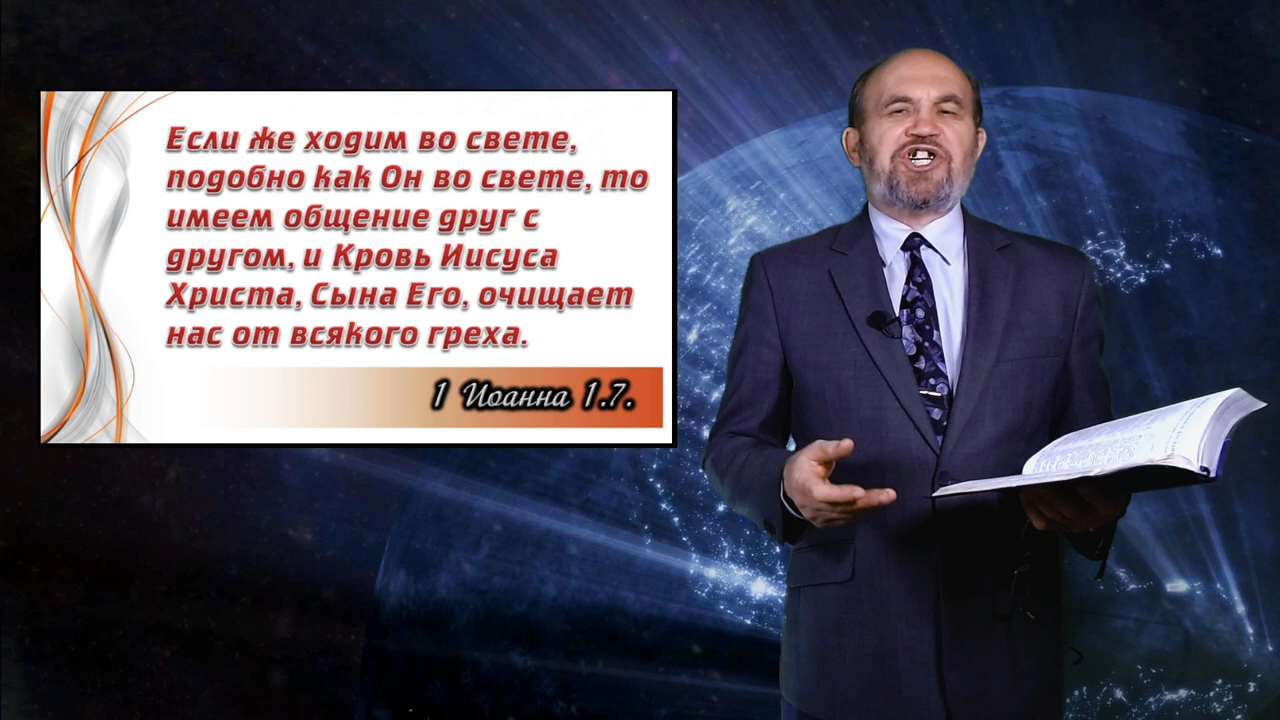 Если же ходим во свете,
подобно как Он во свете, то
имеем общение друг с
другом, и Кровь Иисуса
Христа, Сына Его, очищает
нас от всякого греха.
1 Иоанна 1.7.